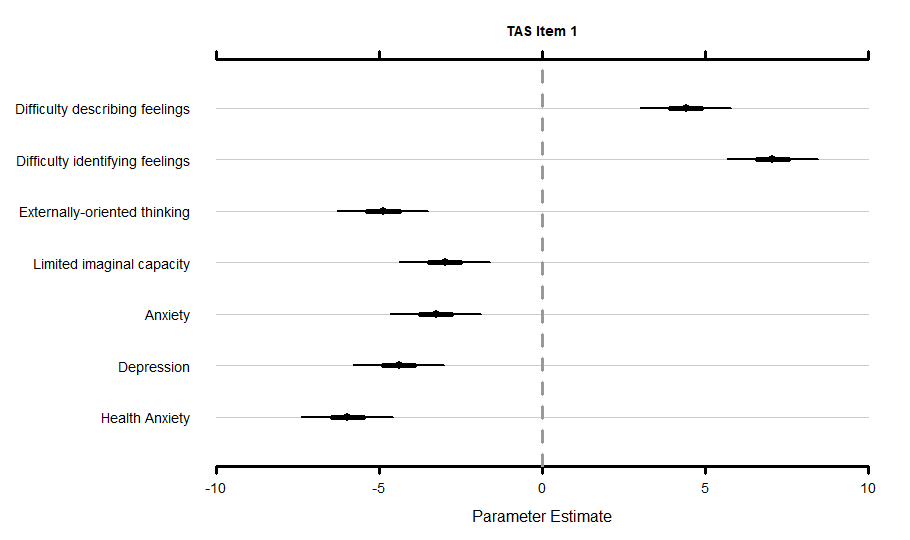 TAS Item 1
Difficulty describing feelings
Difficulty identifying feelings
Externally-oriented thinking
Limited imaginal capacity
Anxiety
Depression
Health Anxiety
-10 -5 0 5 10
Parameter Estimate